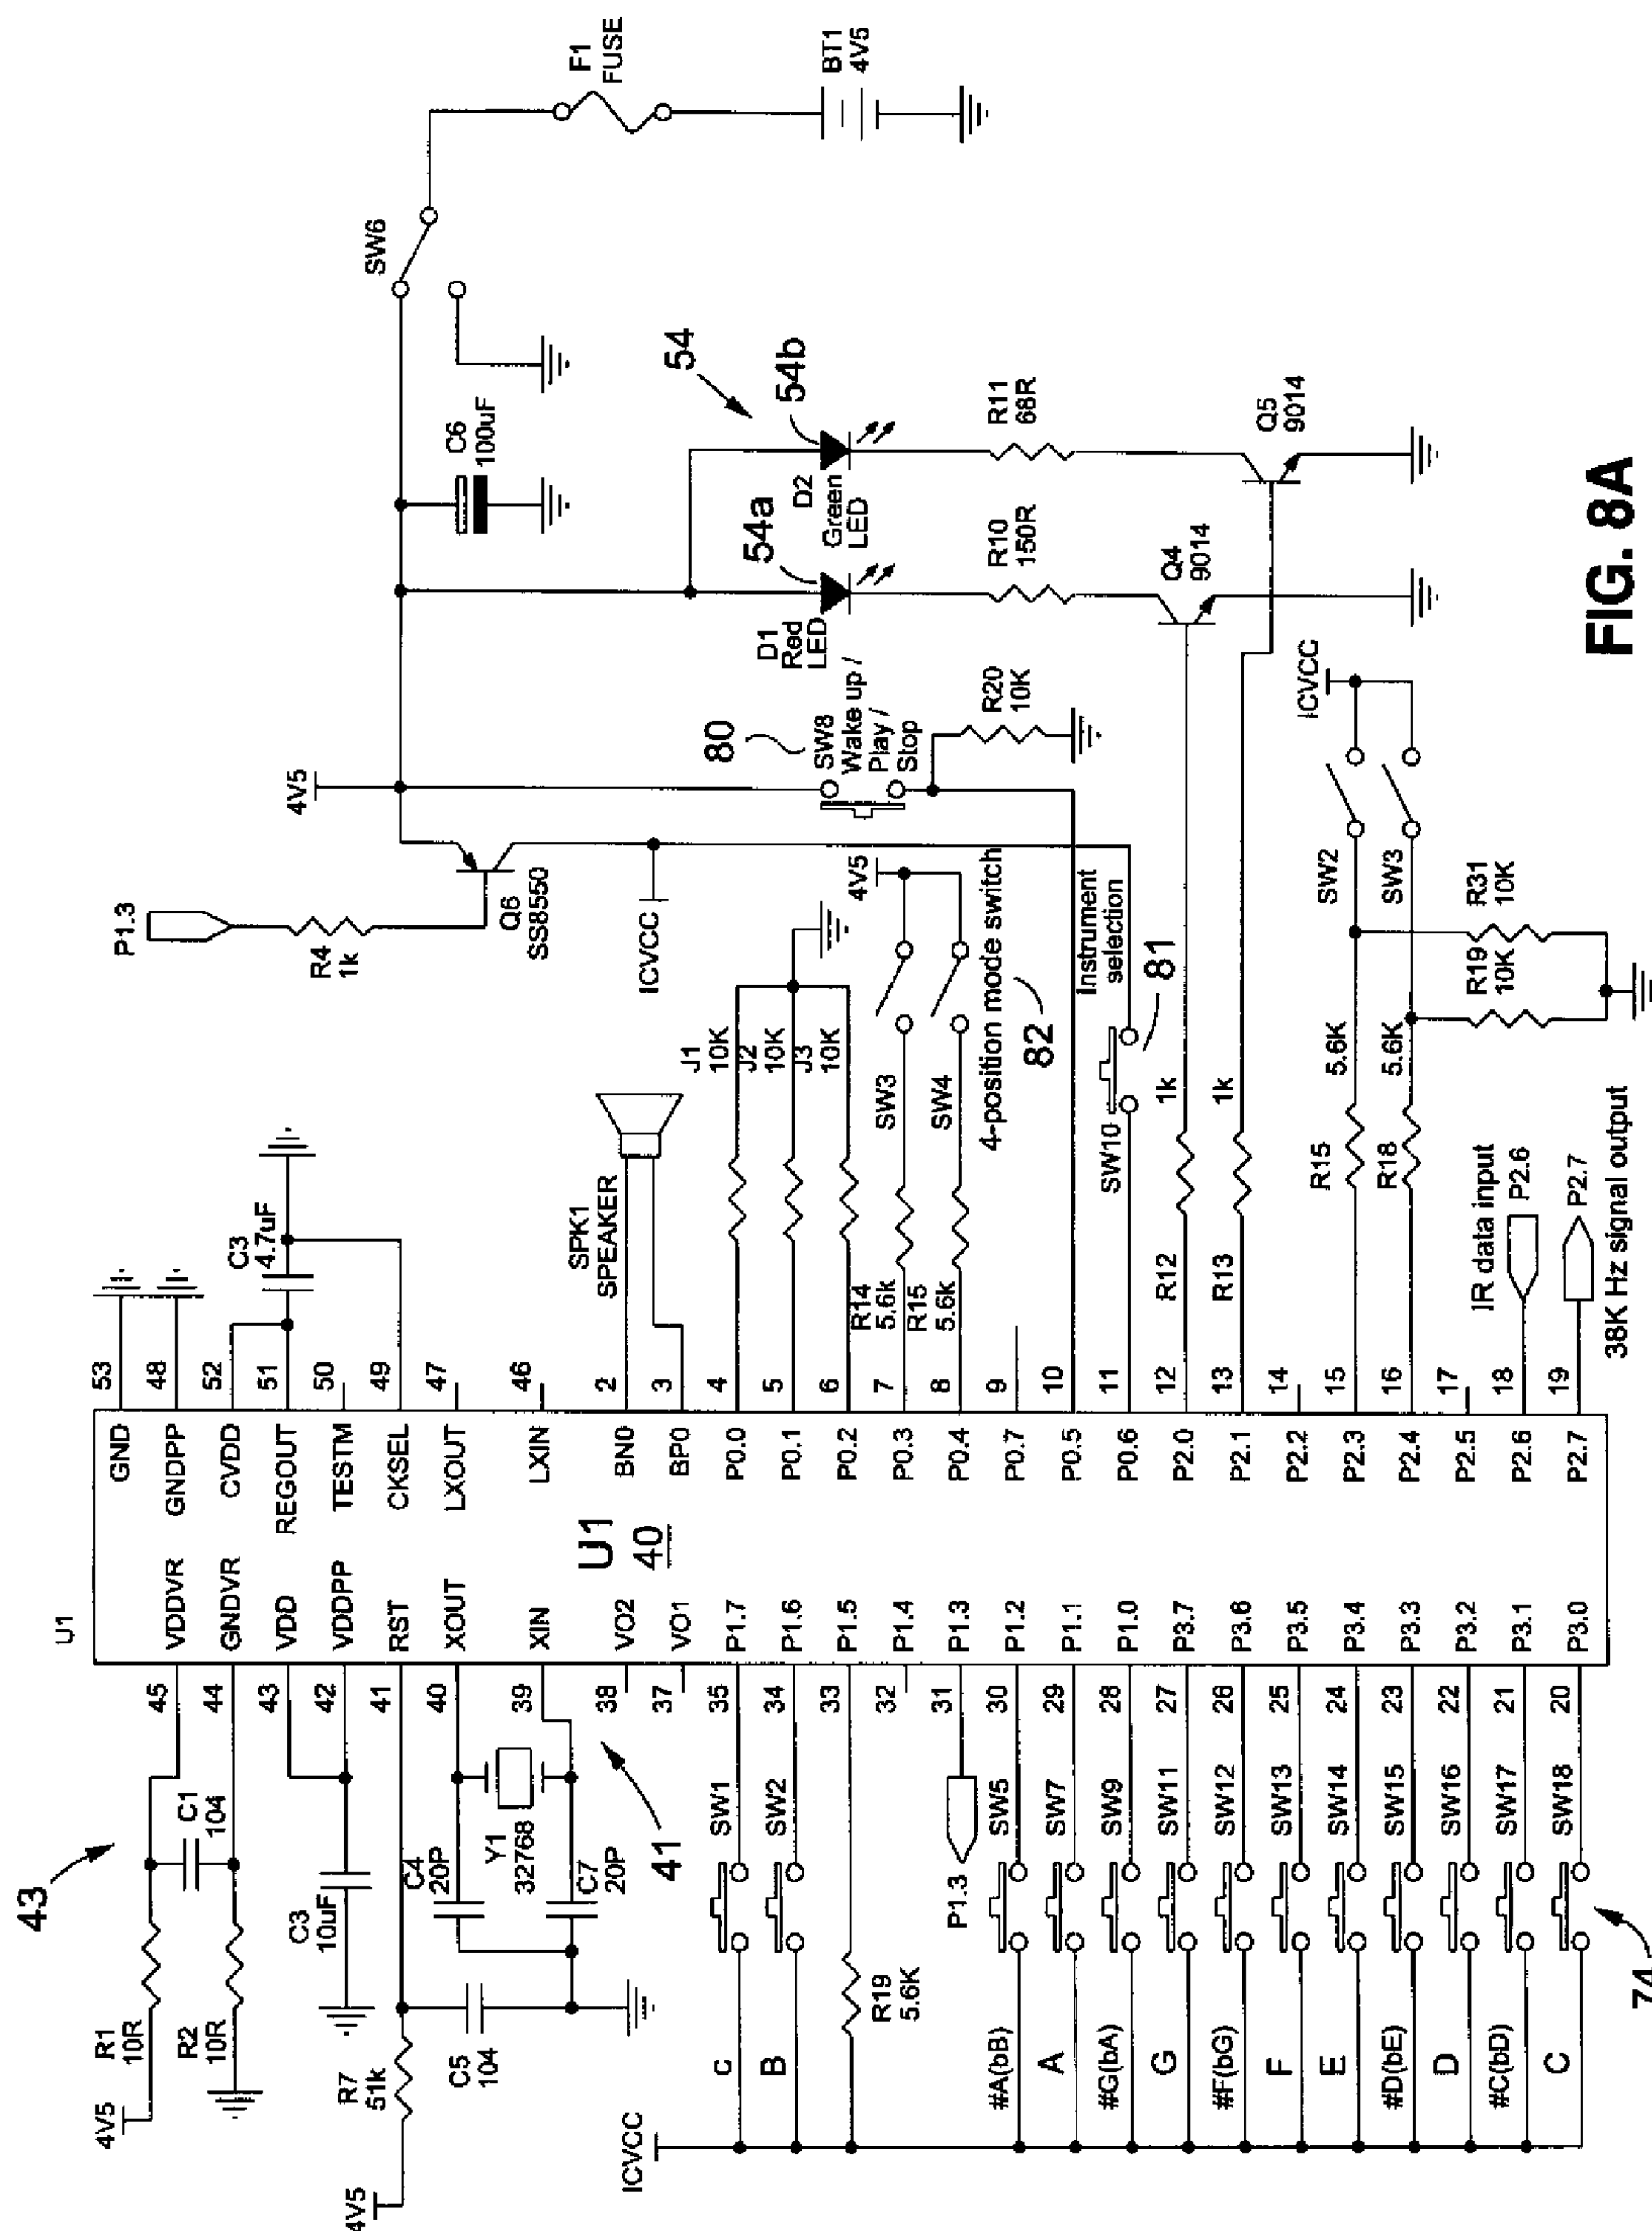 43
4V5
R1
10R
C1
104
R2
10R
4V5
R7
51k
C3
10uF
C4
20P
Y1
32768
C7
20P
C5
104
41
ICVCC
c
SW1
B
SW2
R19
5.6K
P1.3
#A(bB)
SW5
A
SW7
#G(bA)
SW9
G
SW11
#F(bG)
SW12
F
SW13
E
SW14
#D(bE)
SW15
D
SW16
#C(bD)
SW17
C
SW18
74
U1
45 VDDVR
44 GNDVR
43 VDD
42 VDDPP
41 RST
40 XOUT
39 XIN
38 VO2
37 VO1
35 P1.7
34 P1.6
33 P1.5
32 P1.4
31 P1.3
30 P1.2
29 P1.1
28 P1.0
27 P3.7
26 P3.6
25 P3.5
24 P3.4
23 P3.3
22 P3.2
21 P3.1
20 P3.0
U1
40
GND 53
GNDPP 48
CVDD 52
REGOUT 51
TESTM 50
CKSEL 49
LXOUT 47
LXIN 46
BN0 2
BP0 3
P0.0 4
P0.1 5
P0.2 6
P0.3 7
P0.4 8
P0.7 9
P0.5 10
P0.6 11
P2.0 12
P2.1 13
P2.2 14
P2.3 15
P2.4 16
P2.5 17
P2.6 18
P2.7 19
C3
4.7uF
SPK1
SPEAKER
J1
10K
J2
10K
J3
10K
R14
5.6k
SW3
R15
5.6k
SW4
4V5
4-position mode switch
82
SW10
Instrument
selection
81
R12
1k
R13
1k
R15
5.6K
R18
5.6K
SW2
SW3
ICVCC
R19
10K
R31
10K
IR data input
P2.6
P2.7
38K Hz signal output
P1.3
R4
1k
Q6
SS8550
ICVCC
4V5
80
SW8
Wake up /
Play /
Stop
R20
10K
D1
Red
LED
54a
D2
Green
LED
54b
54
R10
150R
R11
68R
Q4
9014
Q5
9014
C6
100uF
SW6
F1
FUSE
BT1
4V5
FIG. 8A